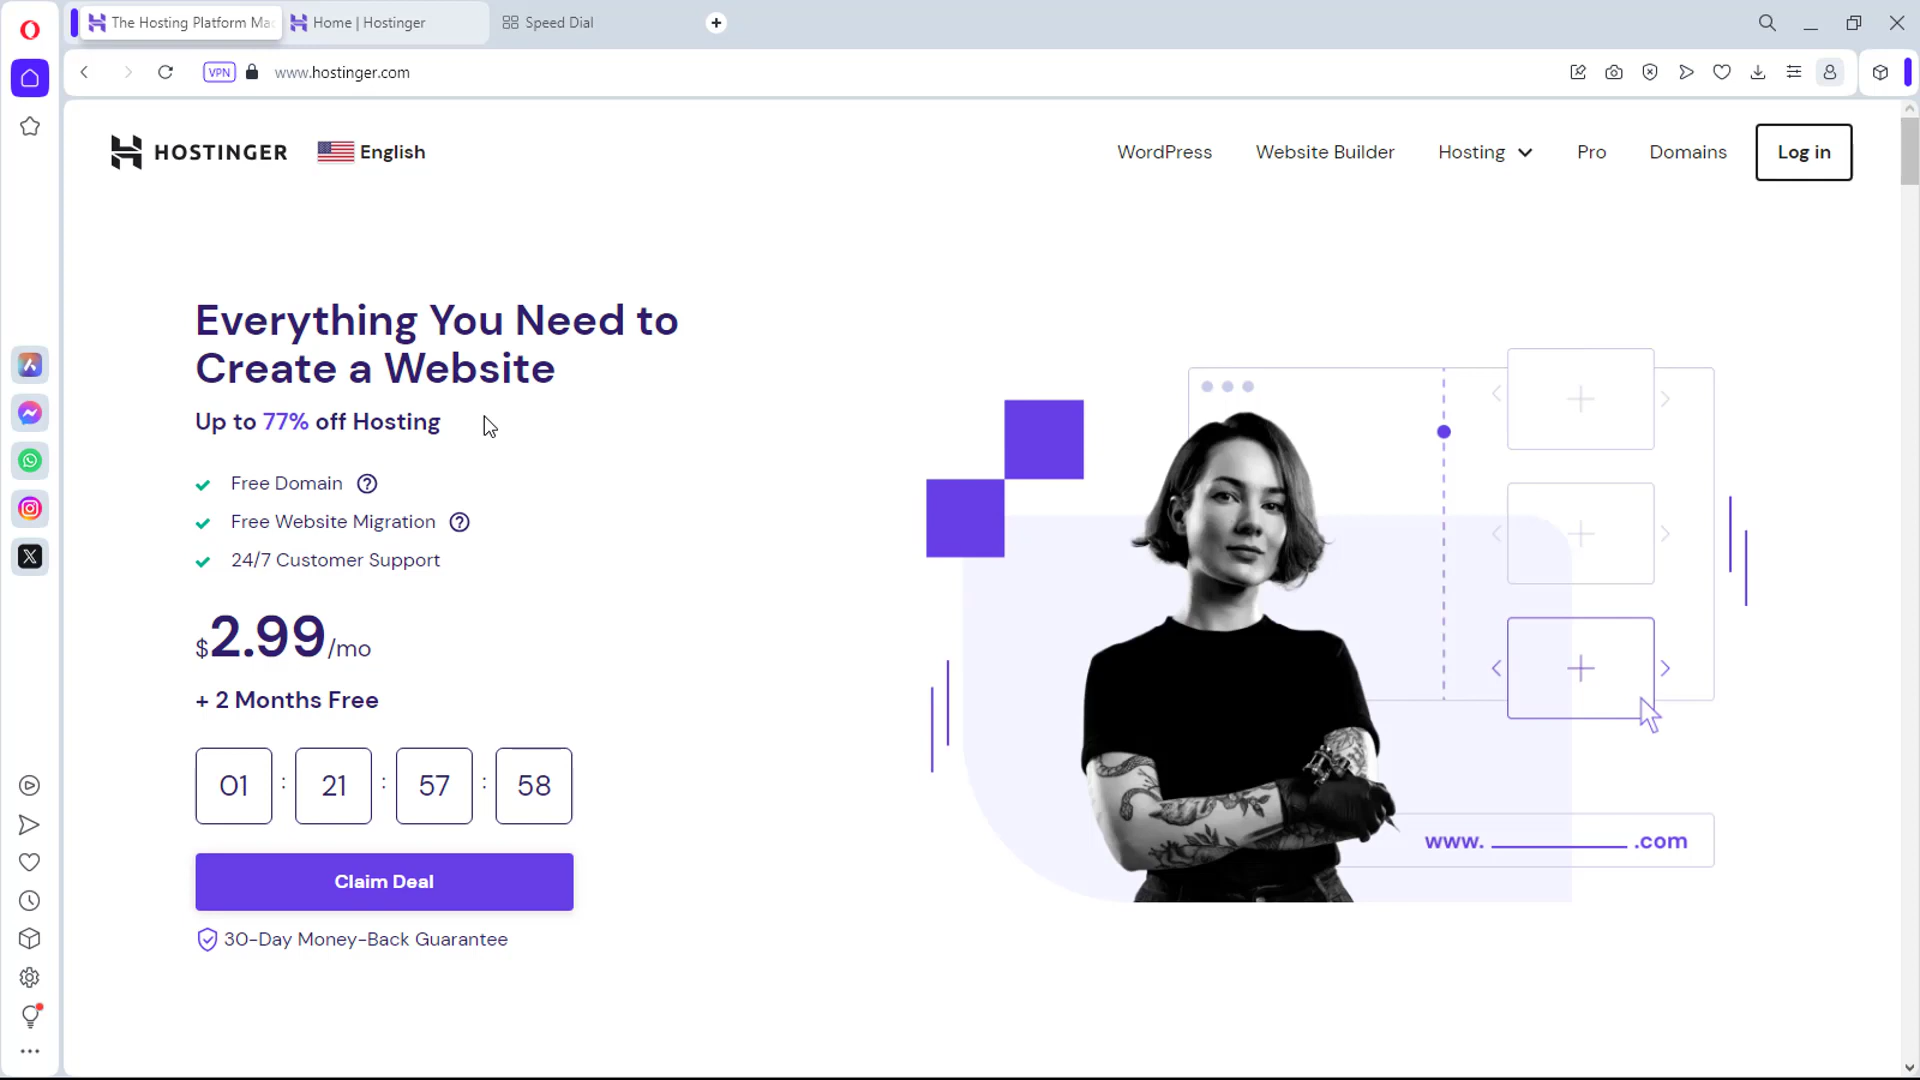 The Hosting Platform Mac
Home | Hostinger
Speed Dial
VPN
www.hostinger.com
HOSTINGER
English
WordPress
Website Builder
Hosting
Pro
Domains
Log in
Everything You Need to
Create a Website
Up to 77% off Hosting
Free Domain
Free Website Migration
24/7 Customer Support
$2.99/mo
+ 2 Months Free
01 : 21 : 57 : 58
Claim Deal
30-Day Money-Back Guarantee
www. ________ .com